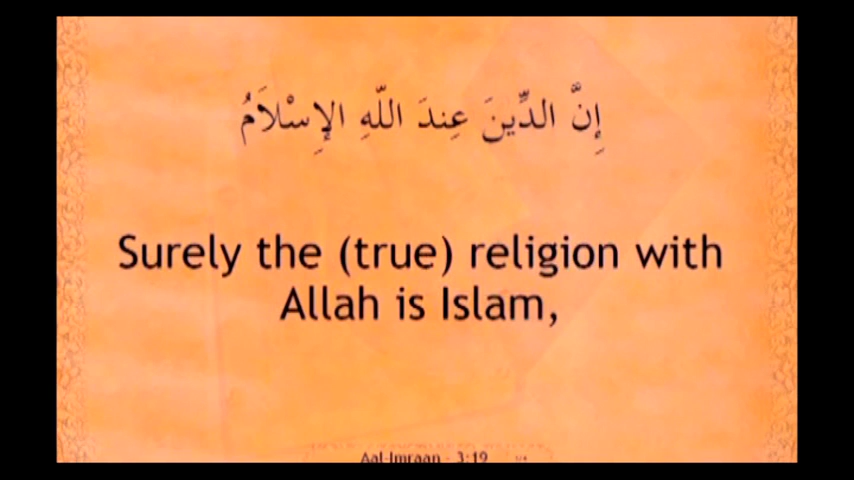 إِنَّ الدِّينَ عِندَ اللّهِ الإِسْلاَمُ
Surely the (true) religion with
Allah is Islam,
Aal-Imraan - 3:19